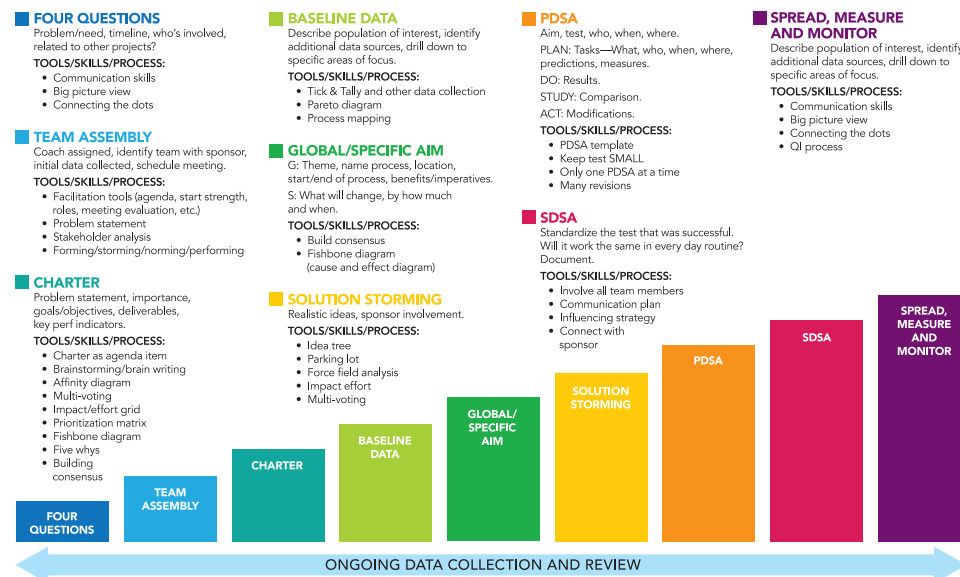 FOUR QUESTIONS
Problem/need, timeline, who's involved,
related to other projects?
TOOLS/SKILLS/PROCESS:
• Communication skills
• Big picture view
• Connecting the dots
TEAM ASSEMBLY
Coach assigned, identify team with sponsor,
initial data collected, schedule meeting.
TOOLS/SKILLS/PROCESS:
• Facilitation tools (agenda, start strength,
roles, meeting evaluation, etc.)
• Problem statement
• Stakeholder analysis
• Forming/storming/norming/performing
CHARTER
Problem statement, importance,
goals/objectives, deliverables,
key perf indicators.
TOOLS/SKILLS/PROCESS:
• Charter as agenda item
• Brainstorming/brain writing
• Affinity diagram
• Multi-voting
• Impact/effort grid
• Prioritization matrix
• Fishbone diagram
• Five whys
• Building
consensus
BASELINE DATA
Describe population of interest, identify
additional data sources, drill down to
specific areas of focus.
TOOLS/SKILLS/PROCESS:
• Tick & Tally and other data collection
• Pareto diagram
• Process mapping
GLOBAL/SPECIFIC AIM
G: Theme, name process, location,
start/end of process, benefits/imperatives.
S: What will change, by how much
and when.
TOOLS/SKILLS/PROCESS:
• Build consensus
• Fishbone diagram
(cause and effect diagram)
SOLUTION STORMING
Realistic ideas, sponsor involvement.
TOOLS/SKILLS/PROCESS:
• Idea tree
• Parking lot
• Force field analysis
• Impact effort
• Multi-voting
PDSA
Aim, test, who, when, where.
PLAN: Tasks—What, who, when, where,
predictions, measures.
DO: Results.
STUDY: Comparison.
ACT: Modifications.
TOOLS/SKILLS/PROCESS:
• PDSA template
• Keep test SMALL
• Only one PDSA at a time
• Many revisions
SDSA
Standardize the test that was successful.
Will it work the same in every day routine?
Document.
TOOLS/SKILLS/PROCESS:
• Involve all team members
• Communication plan
• Influencing strategy
• Connect with
sponsor
SPREAD, MEASURE
AND MONITOR
Describe population of interest, identify
additional data sources, drill down to
specific areas of focus.
TOOLS/SKILLS/PROCESS:
• Communication skills
• Big picture view
• Connecting the dots
• QI process
FOUR
QUESTIONS
TEAM
ASSEMBLY
CHARTER
BASELINE
DATA
GLOBAL/
SPECIFIC
AIM
SOLUTION
STORMING
PDSA
SDSA
SPREAD,
MEASURE
AND
MONITOR
ONGOING DATA COLLECTION AND REVIEW